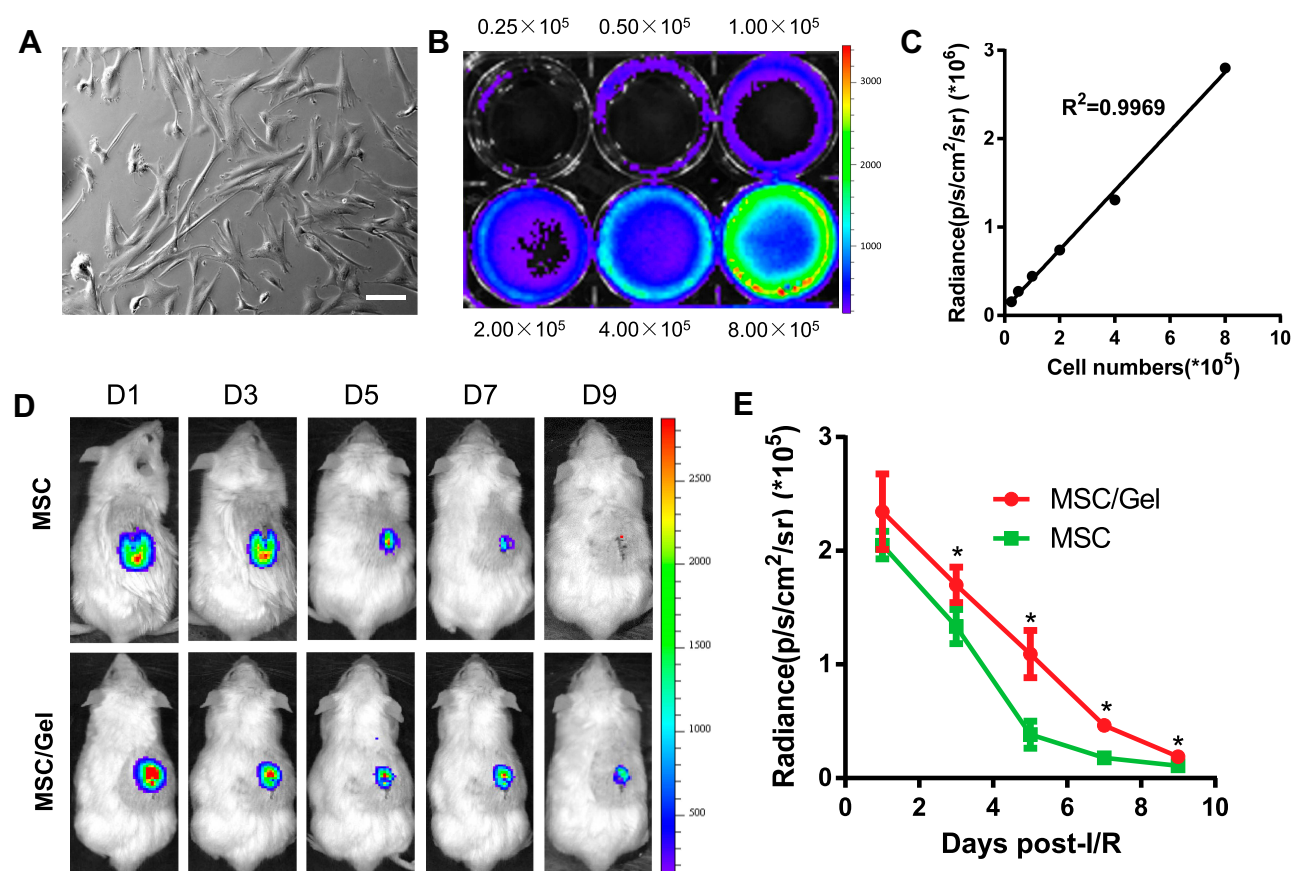 A
B
0.25×10⁵ 0.50×10⁵ 1.00×10⁵
3000
2000
1000
2.00×10⁵ 4.00×10⁵ 8.00×10⁵
C
Radiance(p/s/cm²/sr) (*10⁶)
3
2
1
0
R²=0.9969
0 2 4 6 8 10
Cell numbers(*10⁵)
D
D1 D3 D5 D7 D9
MSC
MSC/Gel
2500
2000
1500
1000
500
E
Radiance(p/s/cm²/sr) (*10⁵)
3
2
1
0
MSC/Gel
MSC
* * * *
0 2 4 6 8 10
Days post-I/R